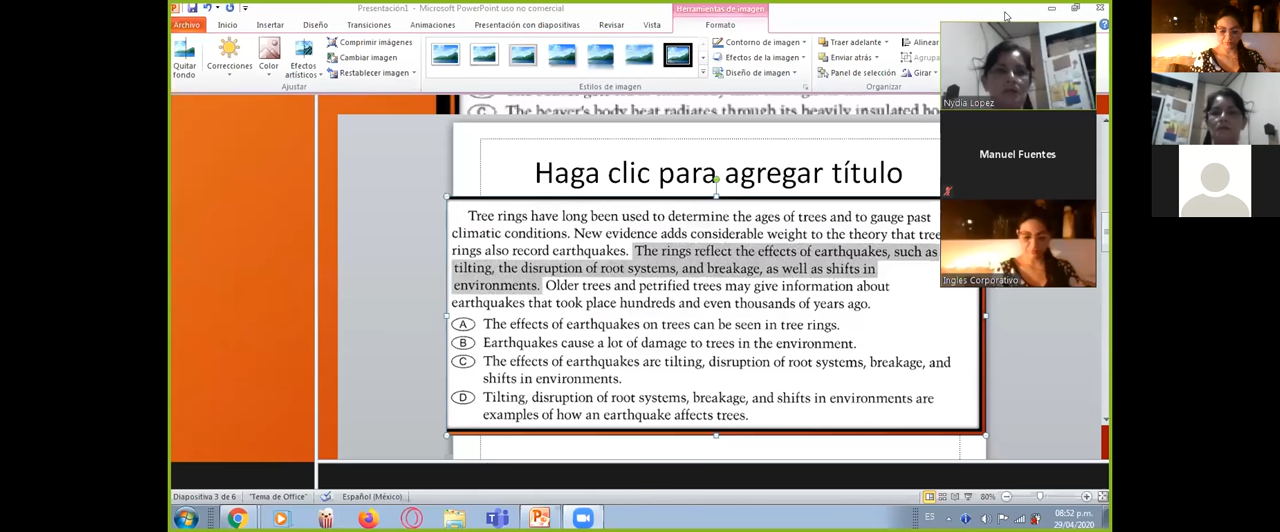 Presentación1 - Microsoft PowerPoint uso no comercial
Herramientas de imagen
Archivo Inicio Insertar Diseño Transiciones Animaciones Presentación con diapositivas Revisar Vista Formato
Quitar fondo
Correcciones
Color
Efectos artísticos
Comprimir imágenes
Cambiar imagen
Restablecer imagen
Ajustar
Estilos de imagen
Contorno de imagen
Efectos de la imagen
Diseño de imagen
Traer adelante
Enviar atrás
Panel de selección
Alinear
Agrupa
Girar
Organizar
C The beaver's body heat radiates through its heavily insulated
Haga clic para agregar título
Tree rings have long been used to determine the ages of trees and to gauge past
climatic conditions. New evidence adds considerable weight to the theory that tree
rings also record earthquakes. The rings reflect the effects of earthquakes, such as
tilting, the disruption of root systems, and breakage, as well as shifts in
environments. Older trees and petrified trees may give information about
earthquakes that took place hundreds and even thousands of years ago.
A The effects of earthquakes on trees can be seen in tree rings.
B Earthquakes cause a lot of damage to trees in the environment.
C The effects of earthquakes are tilting, disruption of root systems, breakage, and
shifts in environments.
D Tilting, disruption of root systems, breakage, and shifts in environments are
examples of how an earthquake affects trees.
Nydia Lopez
Manuel Fuentes
Ingles Corporativo
Diapositiva 3 de 6 "Tema de Office" Español (México) 80%
ES 08:52 p.m.
29/04/2020